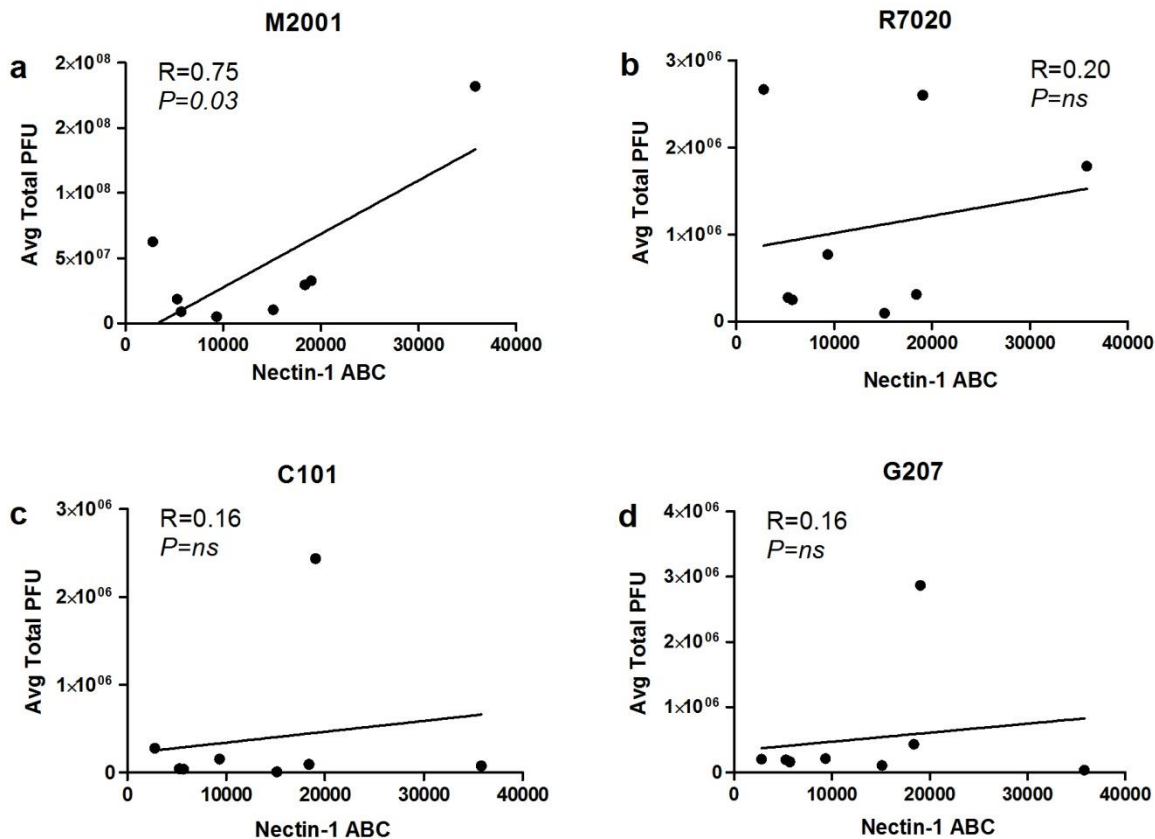 M2001
a
R=0.75
P=0.03
Avg Total PFU
2×10^08
2×10^08
1×10^08
5×10^07
0
0 10000 20000 30000 40000
Nectin-1 ABC
R7020
b
R=0.20
P=ns
Avg Total PFU
3×10^06
2×10^06
1×10^06
0
0 10000 20000 30000 40000
Nectin-1 ABC
C101
c
R=0.16
P=ns
Avg Total PFU
3×10^06
2×10^06
1×10^06
0
0 10000 20000 30000 40000
Nectin-1 ABC
G207
d
R=0.16
P=ns
Avg Total PFU
4×10^06
3×10^06
2×10^06
1×10^06
0
0 10000 20000 30000 40000
Nectin-1 ABC